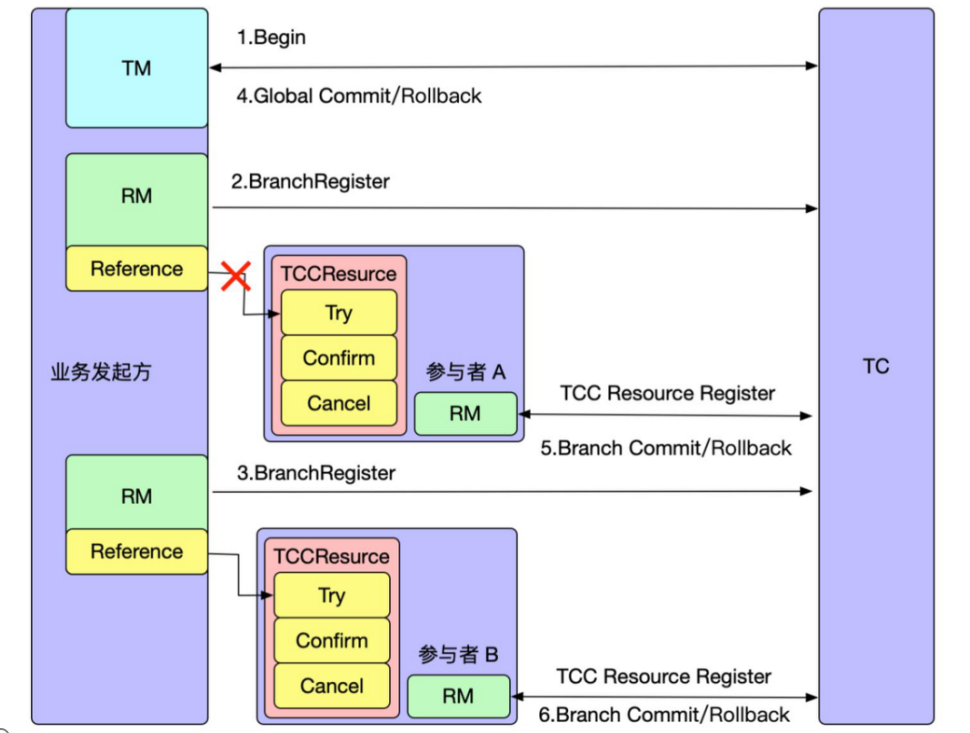 1.Begin
TM
4.Global Commit/Rollback
2.BranchRegister
RM
Reference
TCCResurce
Try
Confirm
Cancel
参与者 A
RM
业务发起方
TC
TCC Resource Register
5.Branch Commit/Rollback
3.BranchRegister
RM
Reference
TCCResurce
Try
Confirm
Cancel
参与者 B
RM
TCC Resource Register
6.Branch Commit/Rollback